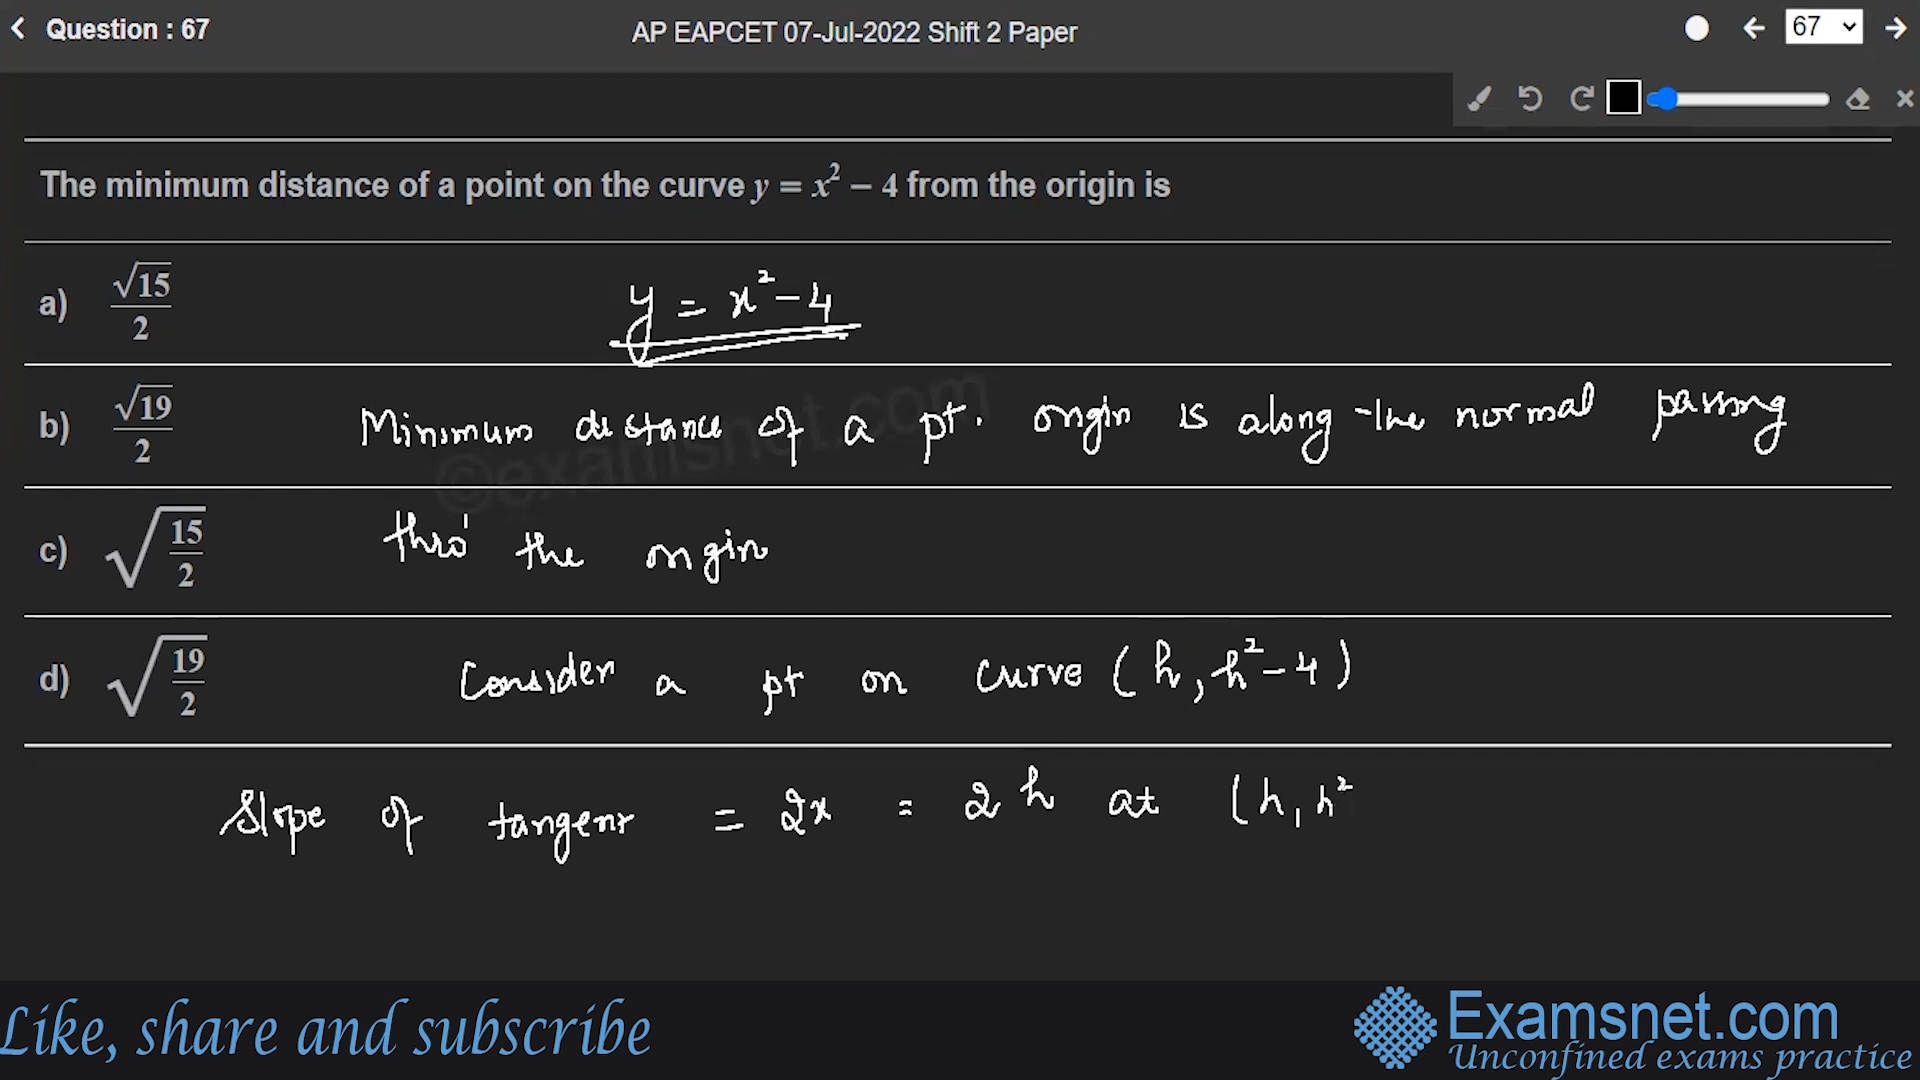 Question : 67
AP EAPCET 07-Jul-2022 Shift 2 Paper
67
The minimum distance of a point on the curve y = x² − 4 from the origin is
a) √15/2
y = x² − 4
b) √19/2
Minimum distance of a pt. origin is along the normal passing
©examsnet.com
c) √(15/2)
thro' the origin
d) √(19/2)
Consider a pt on curve (h, h² − 4)
Slope of tangent = 2x = 2h at (h, h²
Like, share and subscribe
Examsnet.com
Unconfined exams practice